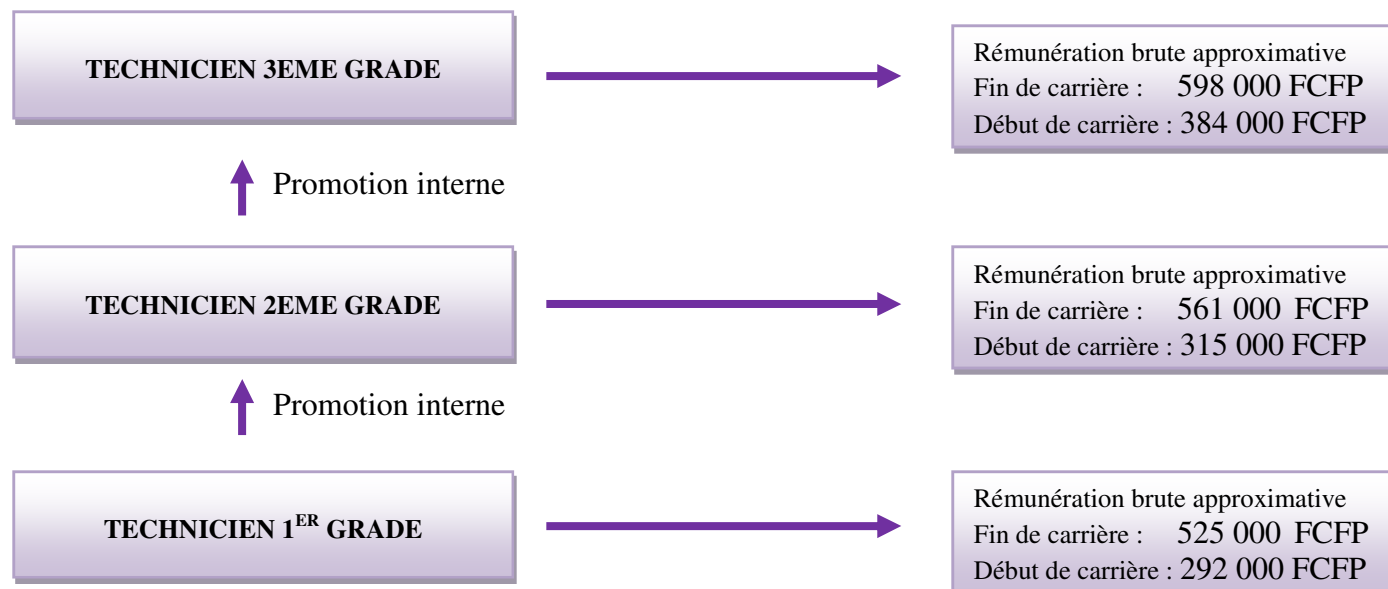 TECHNICIEN 3EME GRADE
Rémunération brute approximative
Fin de carrière : 598 000 FCFP
Début de carrière : 384 000 FCFP
Promotion interne
TECHNICIEN 2EME GRADE
Rémunération brute approximative
Fin de carrière : 561 000 FCFP
Début de carrière : 315 000 FCFP
Promotion interne
TECHNICIEN 1ER GRADE
Rémunération brute approximative
Fin de carrière : 525 000 FCFP
Début de carrière : 292 000 FCFP